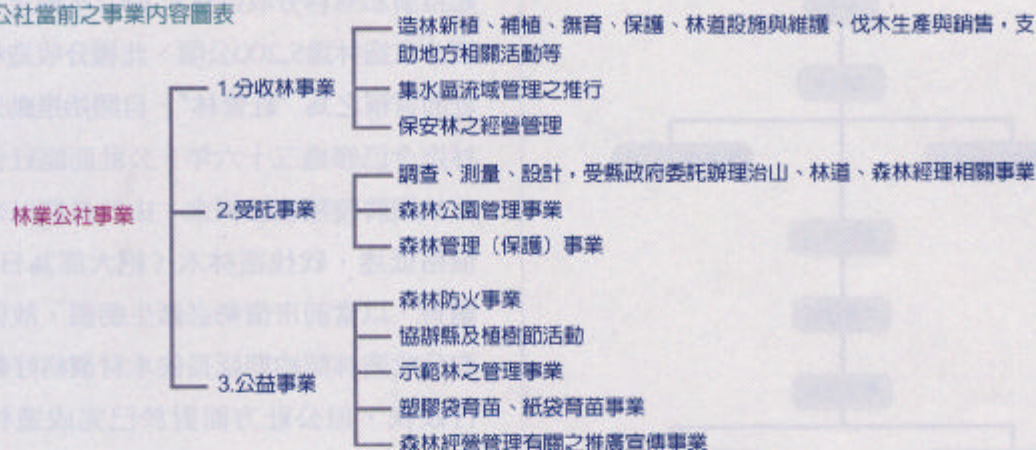 公社當前之事業內容圖表
造林新植、補植、撫育、保護、林道設施與維護、伐木生產與銷售，支
助地方相關活動等
1.分收林事業
集水區流域管理之推行
保安林之經營管理
調查、測量、設計，受縣政府委託辦理治山、林道、森林經理相關事業
林業公社事業
2.受託事業
森林公園管理事業
森林管理（保護）事業
森林防火事業
協辦縣及植樹節活動
3.公益事業
示範林之管理事業
塑膠袋育苗、紙袋育苗事業
森林經營管理有關之推廣宣傳事業